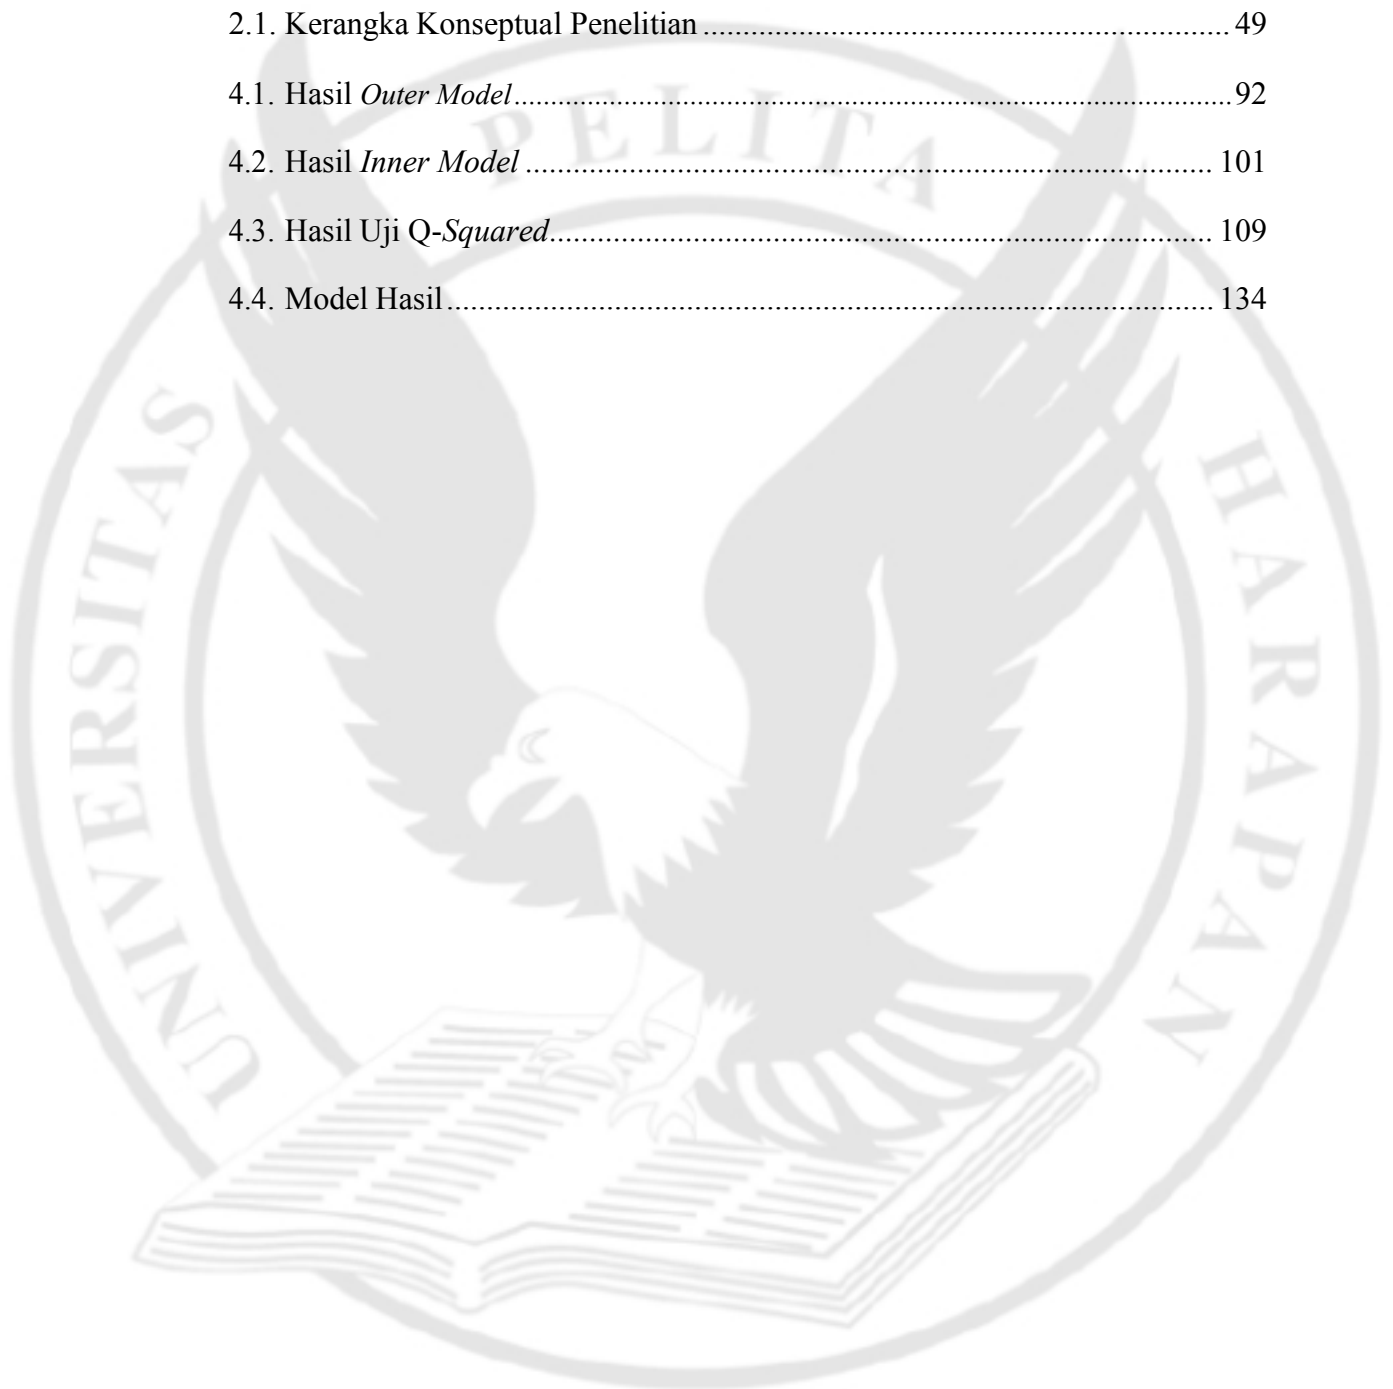 2.1. Kerangka Konseptual Penelitian ........................................................................ 49
4.1. Hasil Outer Model ........................................................................ 92
4.2. Hasil Inner Model ........................................................................ 101
4.3. Hasil Uji Q-Squared ........................................................................ 109
4.4. Model Hasil ........................................................................ 134
UNIVERSITAS PELITA HARAPAN